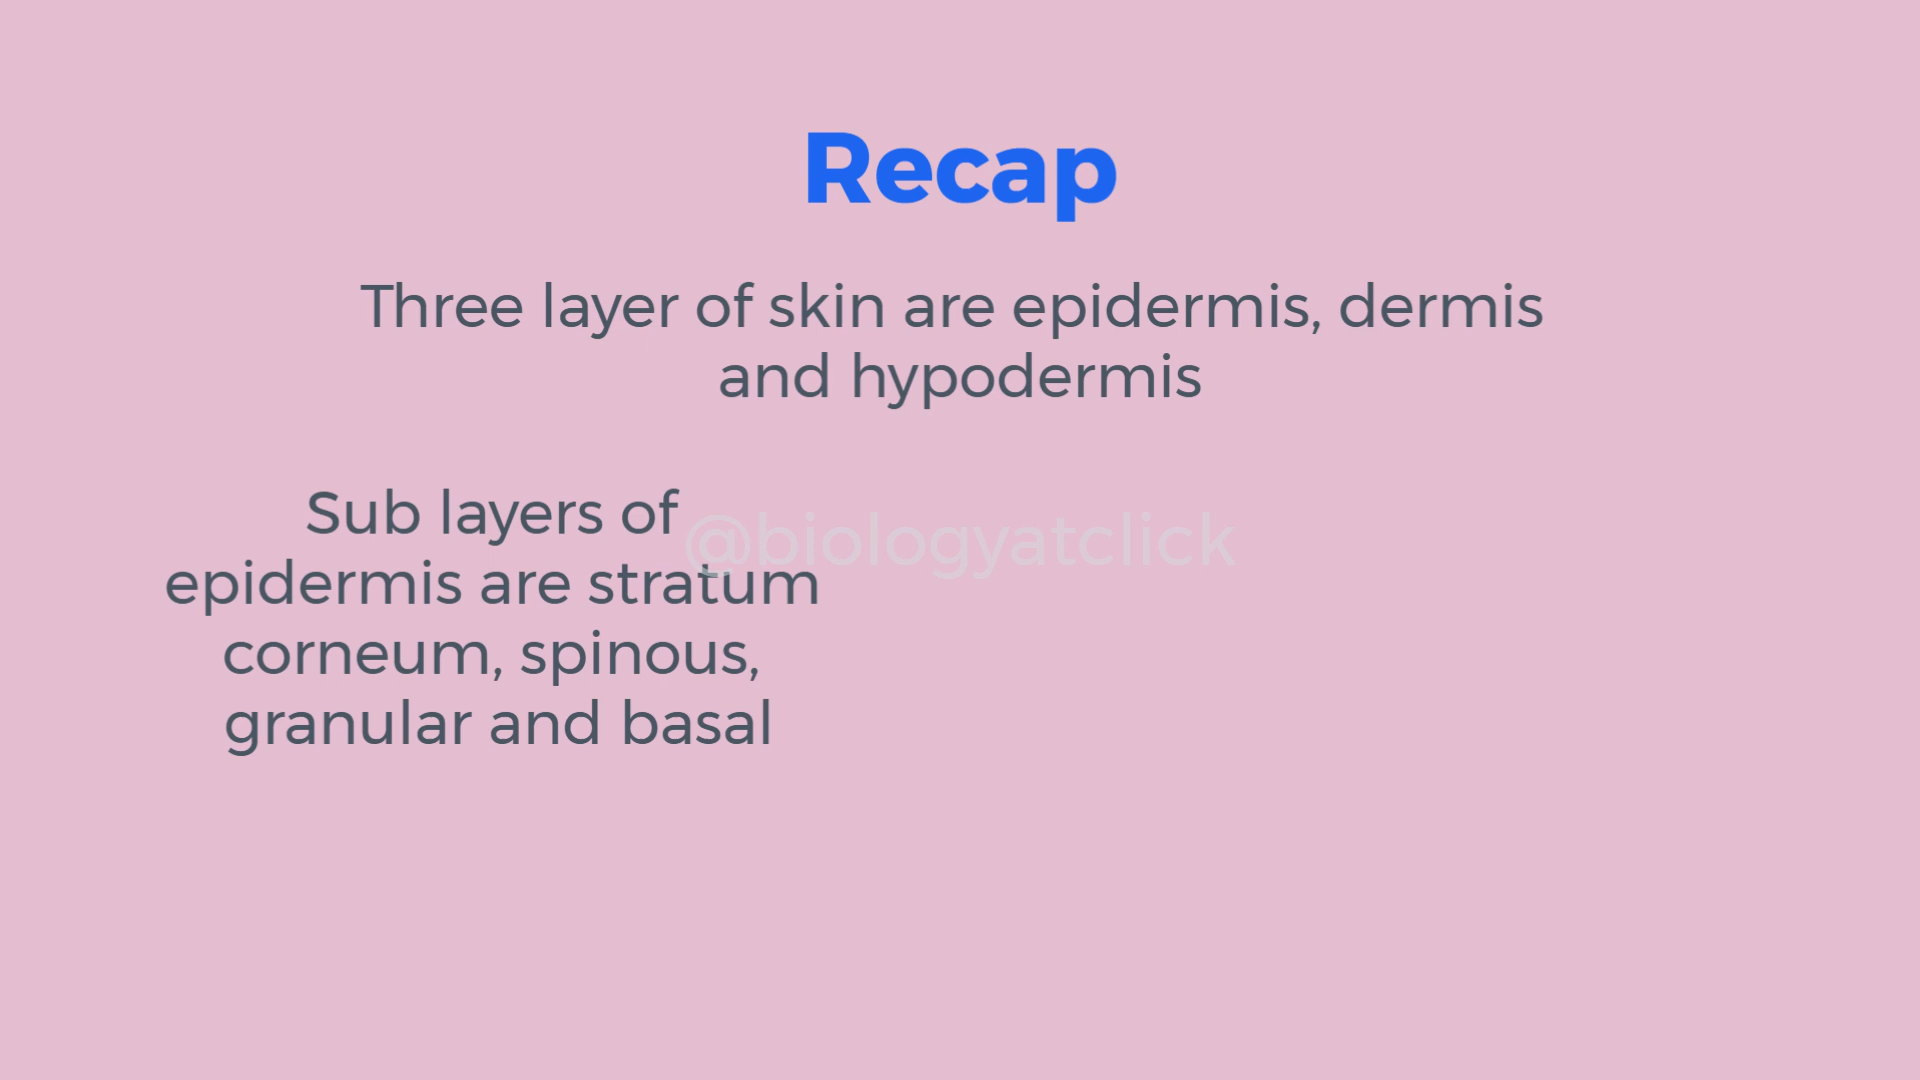 Recap
Three layer of skin are epidermis, dermis
and hypodermis
Sub layers of
@biologyatclick
epidermis are stratum
corneum, spinous,
granular and basal